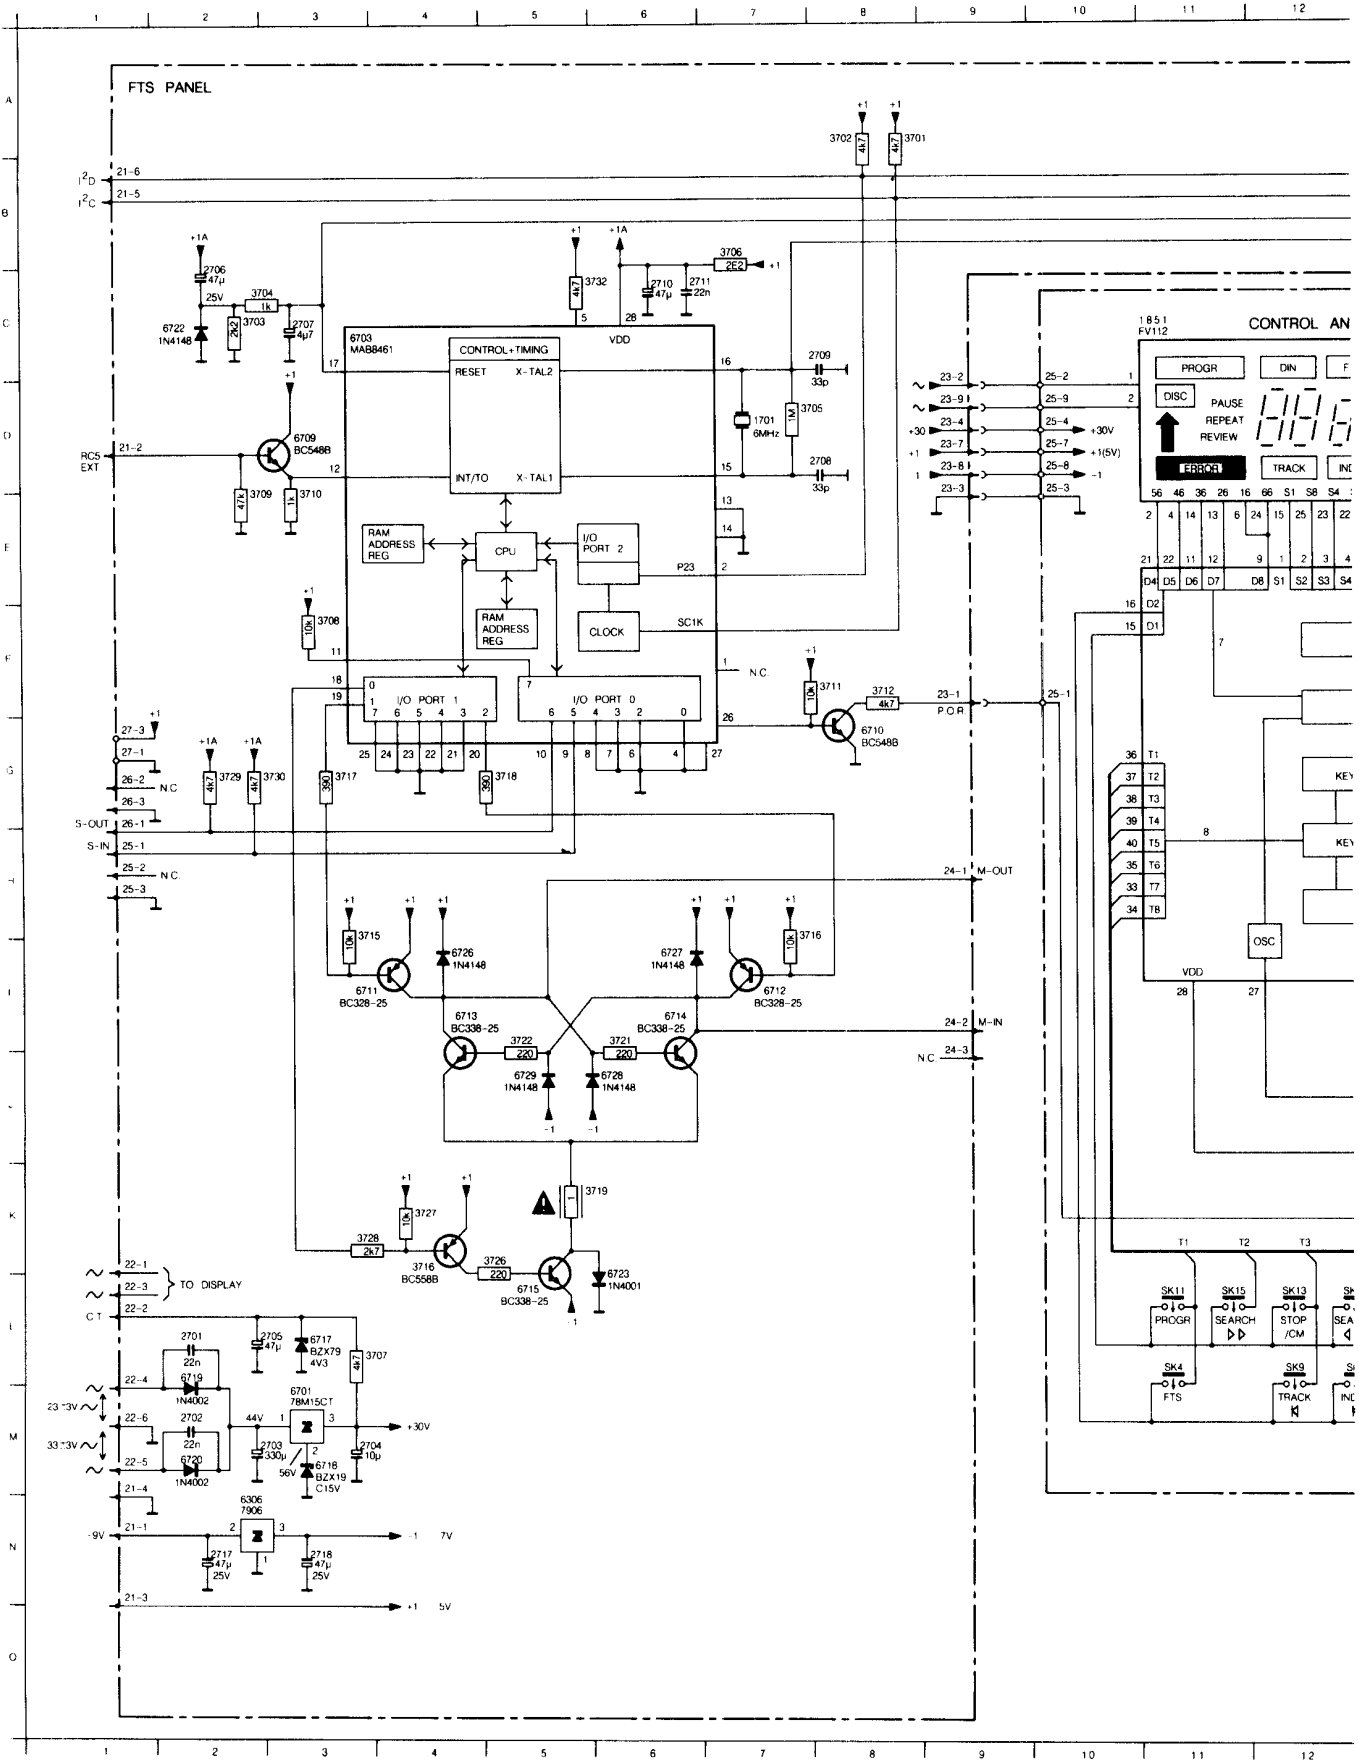 1 2 3 4 5 6 7 8 9 10 11 12
A
B
C
D
E
F
G
K
M
N
O
FTS PANEL
+1 +1
3702 4k7 4k7 3701
I²D 21-6
I²C 21-5
+1A +1 +1A
2706 47µ
25V
3704 1k
3732 4k7
2710 47µ
2711 22n
3706 2E2 +1
6722 1N4148
3703 2k2
2707 4µ7
+1
6703
MAB8461
5 28
VDD
CONTROL+TIMING
RESET X-TAL2
INT/TO X-TAL1
17
12
16
15
2709
33p
1701
6MHz
1M 3705
2708
33p
RC5
EXT
21-2
6709
BC548B
47k 3709
1k 3710
13
14
RAM
ADDRESS
REG
CPU
I/O
PORT 2
P23 2
RAM
ADDRESS
REG
CLOCK
SC1K
+1
3708 10k
11
18
19
1 N.C.
0
1
I/O PORT 1
7 6 5 4 3 2
7
I/O PORT 0
6 5 4 3 2 0
25 24 23 22 21 20 10 9 8 7 6 4 27
26
+1
10k 3711
3712
4k7
6710
BC548B
23-1
P.O.R
25-1
23-2 25-2 1
23-9 25-9 2
+30 23-4 25-4 +30V
+1 23-7 25-7 +1(5V)
1 23-8 25-8 -1
23-3 25-3
1851
FV112
CONTROL AN
PROGR DIN F
DISC
PAUSE
REPEAT
REVIEW
ERROR TRACK IND
56 46 36 26 16 66 S1 S8 S4
2 4 14 13 6 24 15 25 23 22
21 22 11 12 9 1 2 3 4
D4 D5 D6 D7 D8 S1 S2 S3 S4
16 D2
15 D1
7
36 T1
37 T2
38 T3
39 T4
40 T5
35 T6
33 T7
34 T8
8
KEY
KEY
OSC
VDD
28 27
27-3 +1
27-1
26-2 N.C
26-3
S-OUT 26-1
S-IN 25-1
25-2 N.C.
25-3
+1A +1A
4k7 3729
4k7 3730
390 3717
390 3718
24-1 M-OUT
+1 +1 +1 +1 +1 +1
10k 3715
6726
1N4148
6727
1N4148
10k 3716
6711
BC328-25
6712
BC328-25
6713
BC338-25
6714
BC338-25
3722
220
3721
220
6729
1N4148
6728
1N4148
-1 -1
24-2 M-IN
N.C. 24-3
1 3719
+1 +1
10k 3727
3728
2k7
3716
BC558B
3726
220
6715
BC338-25
6723
1N4001
-1
22-1
22-3
TO DISPLAY
CT 22-2
2701
22n
6719
1N4002
2705
47µ
6717
BZX79
4V3
4k7 3707
22-4
22-6
22-5
2702
22n
6720
1N4002
44V
6701
78M15CT
1 3
2
+30V
2703
330µ
56V
6718
BZX19
C15V
2704
10µ
21-4
6306
7906
-9V 21-1
2 3
1
-1 7V
2717
47µ
25V
2718
47µ
25V
21-3
+1 5V
T1 T2 T3
SK11
PROGR
SK15
SEARCH
SK13
STOP
/CM
SEA
SK4
FTS
SK9
TRACK
IND
1 2 3 4 5 6 7 8 9 10 11 12